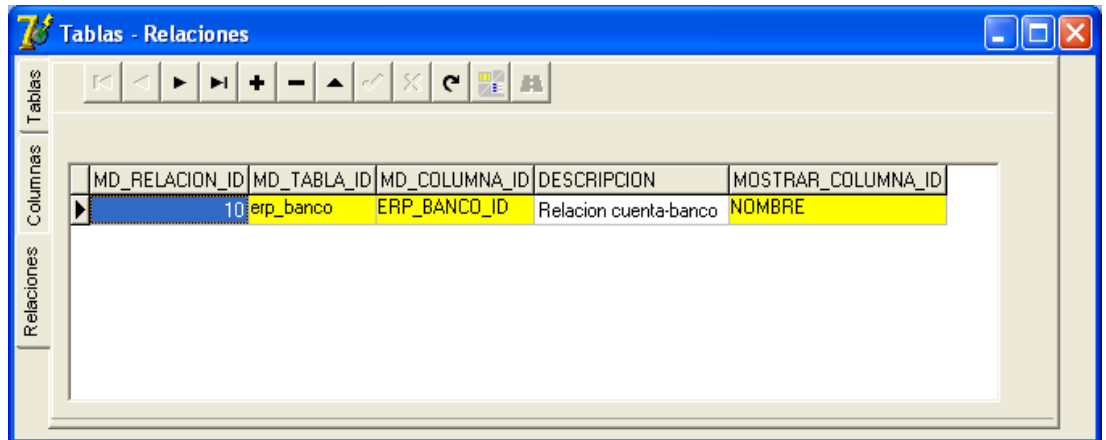 Tablas - Relaciones
Tablas
Columnas
Relaciones
MD_RELACION_ID MD_TABLA_ID MD_COLUMNA_ID DESCRIPCION MOSTRAR_COLUMNA_ID
10 erp_banco ERP_BANCO_ID Relacion cuenta-banco NOMBRE